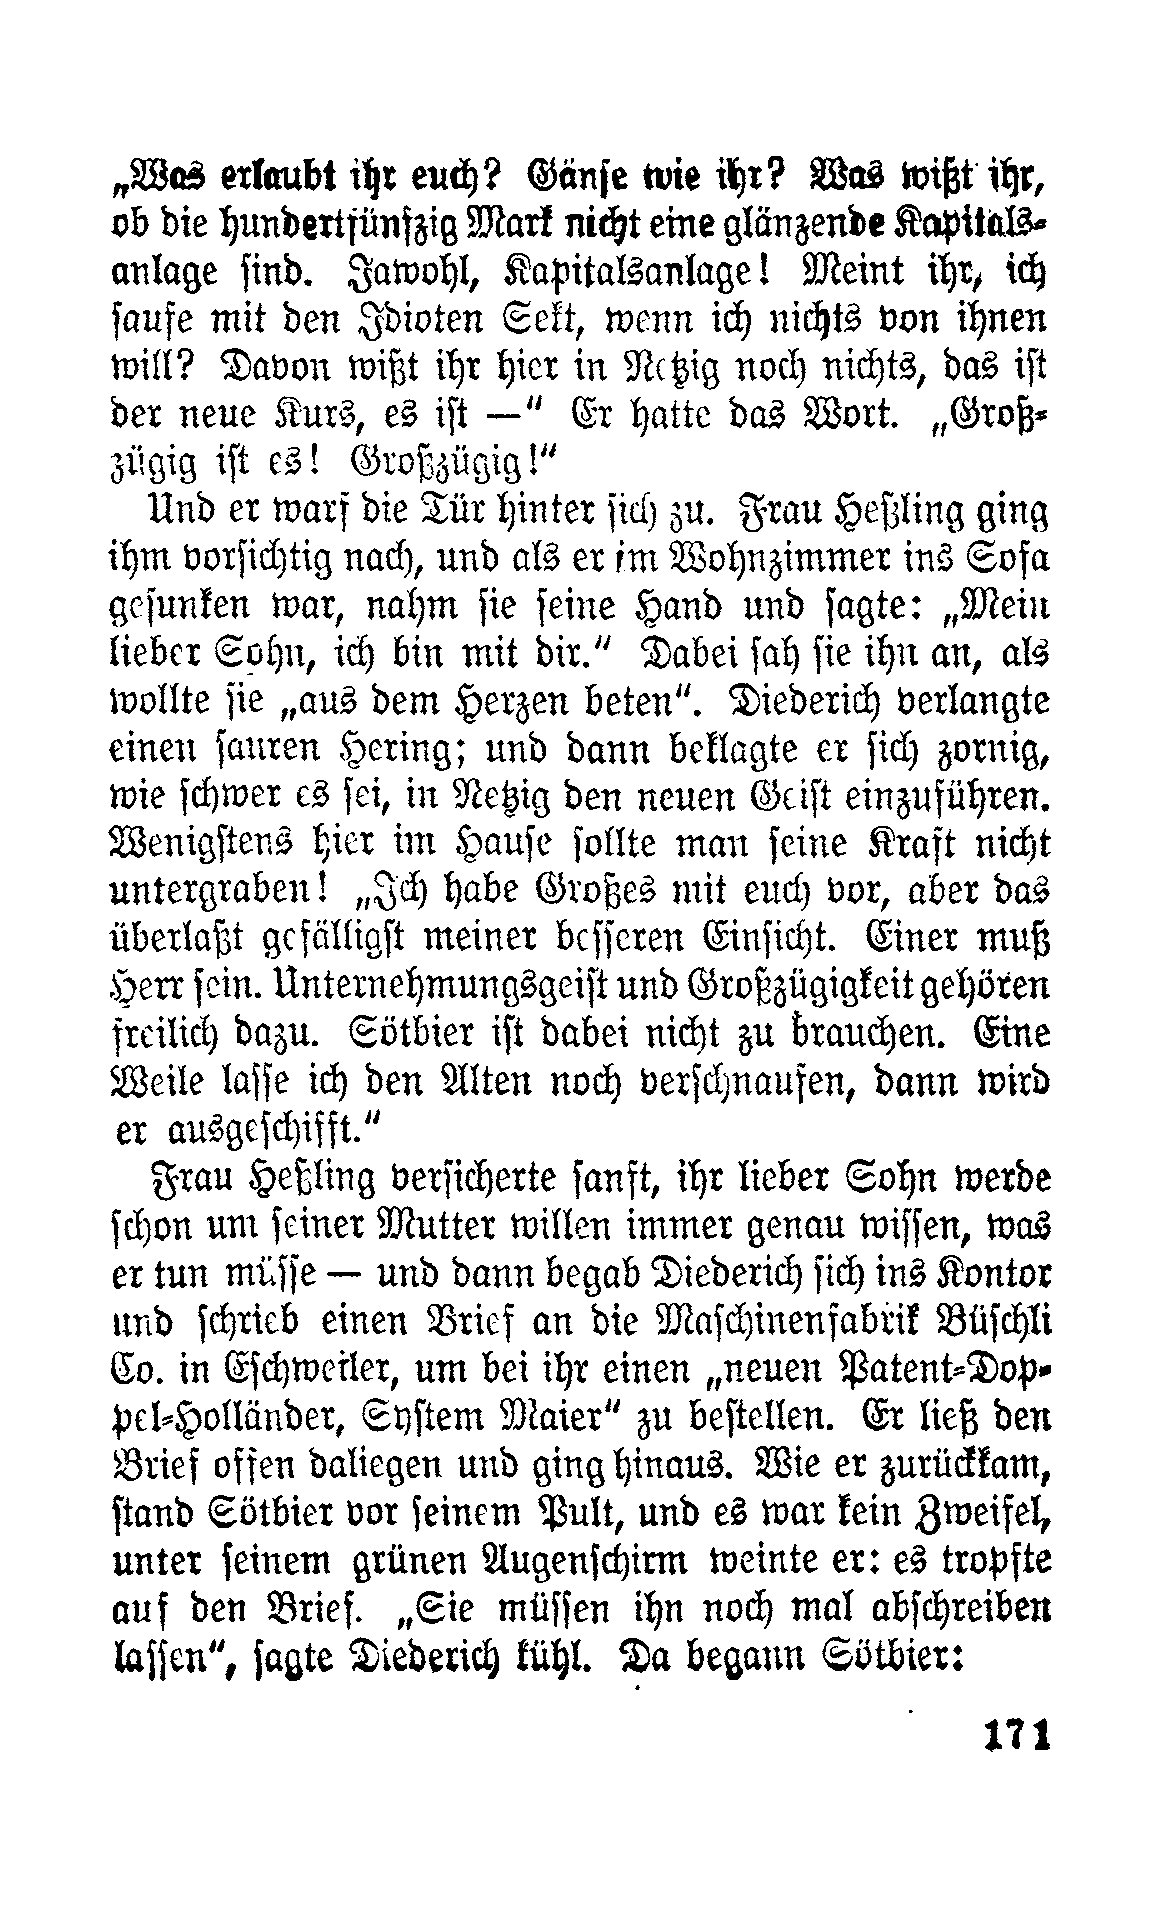 „Was erlaubt ihr euch? Gänse wie ihr? Was wißt ihr,
ob die hundertfünfzig Mark nicht eine glänzende Kapitals-
anlage sind. Jawohl, Kapitalsanlage! Meint ihr, ich
saufe mit den Idioten Sekt, wenn ich nichts von ihnen
will? Davon wißt ihr hier in Netzig noch nichts, das ist
der neue Kurs, es ist —“ Er hatte das Wort. „Groß-
zügig ist es! Großzügig!“
Und er warf die Tür hinter sich zu. Frau Heßling ging
ihm vorsichtig nach, und als er im Wohnzimmer ins Sofa
gesunken war, nahm sie seine Hand und sagte: „Mein
lieber Sohn, ich bin mit dir.“ Dabei sah sie ihn an, als
wollte sie „aus dem Herzen beten“. Diederich verlangte
einen sauren Hering; und dann beklagte er sich zornig,
wie schwer es sei, in Netzig den neuen Geist einzuführen.
Wenigstens hier im Hause sollte man seine Kraft nicht
untergraben! „Ich habe Großes mit euch vor, aber das
überlaßt gefälligst meiner besseren Einsicht. Einer muß
Herr sein. Unternehmungsgeist und Großzügigkeit gehören
freilich dazu. Sötbier ist dabei nicht zu brauchen. Eine
Weile lasse ich den Alten noch verschnaufen, dann wird
er ausgeschifft.“
Frau Heßling versicherte sanft, ihr lieber Sohn werde
schon um seiner Mutter willen immer genau wissen, was
er tun müsse — und dann begab Diederich sich ins Kontor
und schrieb einen Brief an die Maschinenfabrik Büschli
Co. in Eschweiler, um bei ihr einen „neuen Patent-Dop-
pel-Holländer, System Maier“ zu bestellen. Er ließ den
Brief offen daliegen und ging hinaus. Wie er zurückkam,
stand Sötbier vor seinem Pult, und es war kein Zweifel,
unter seinem grünen Augenschirm weinte er: es tropfte
auf den Brief. „Sie müssen ihn noch mal abschreiben
lassen“, sagte Diederich kühl. Da begann Sötbier:
171